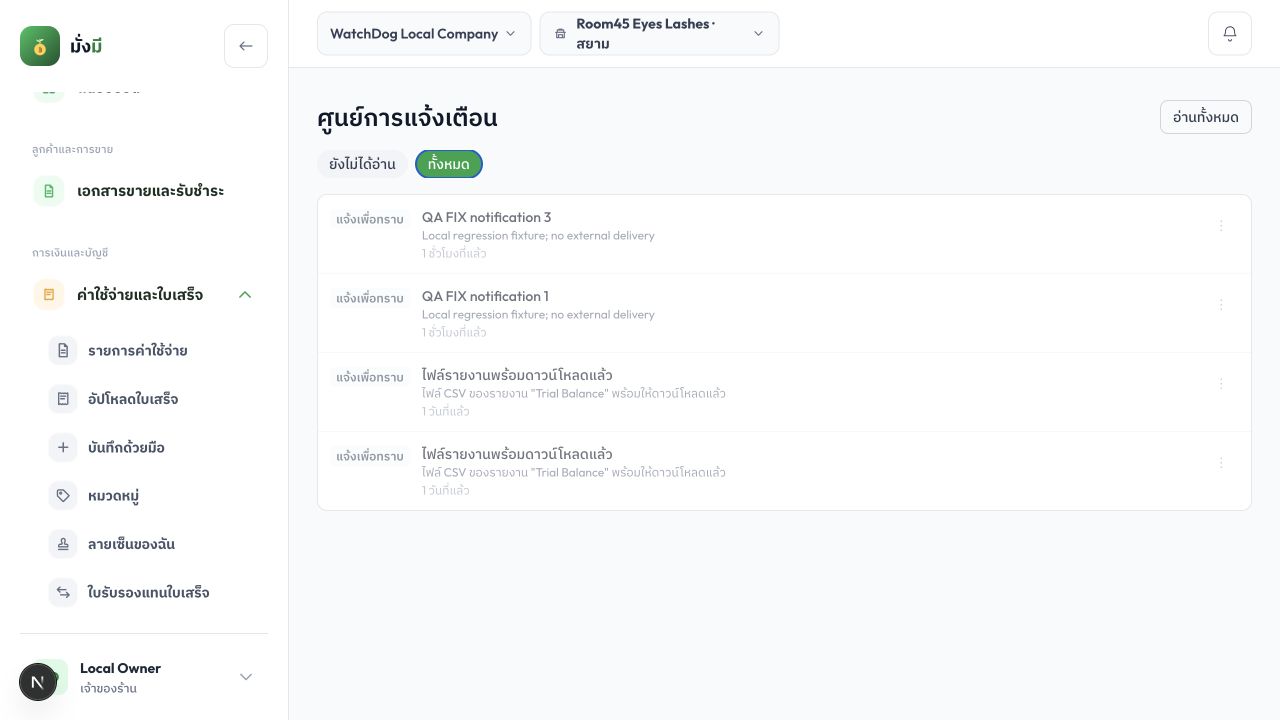 มั่งมี
WatchDog Local Company
Room45 Eyes Lashes ·
สยาม
ลูกค้าและการขาย
เอกสารขายและรับชำระ
การเงินและบัญชี
ค่าใช้จ่ายและใบเสร็จ
รายการค่าใช้จ่าย
อัปโหลดใบเสร็จ
บันทึกด้วยมือ
หมวดหมู่
ลายเซ็นของฉัน
ใบรับรองแทนใบเสร็จ
Local Owner
เจ้าของร้าน
N
ศูนย์การแจ้งเตือน
อ่านทั้งหมด
ยังไม่ได้อ่าน
ทั้งหมด
แจ้งเพื่อทราบ
QA FIX notification 3
Local regression fixture; no external delivery
1 ชั่วโมงที่แล้ว
แจ้งเพื่อทราบ
QA FIX notification 1
Local regression fixture; no external delivery
1 ชั่วโมงที่แล้ว
แจ้งเพื่อทราบ
ไฟล์รายงานพร้อมดาวน์โหลดแล้ว
ไฟล์ CSV ของรายงาน "Trial Balance" พร้อมให้ดาวน์โหลดแล้ว
1 วันที่แล้ว
แจ้งเพื่อทราบ
ไฟล์รายงานพร้อมดาวน์โหลดแล้ว
ไฟล์ CSV ของรายงาน "Trial Balance" พร้อมให้ดาวน์โหลดแล้ว
1 วันที่แล้ว